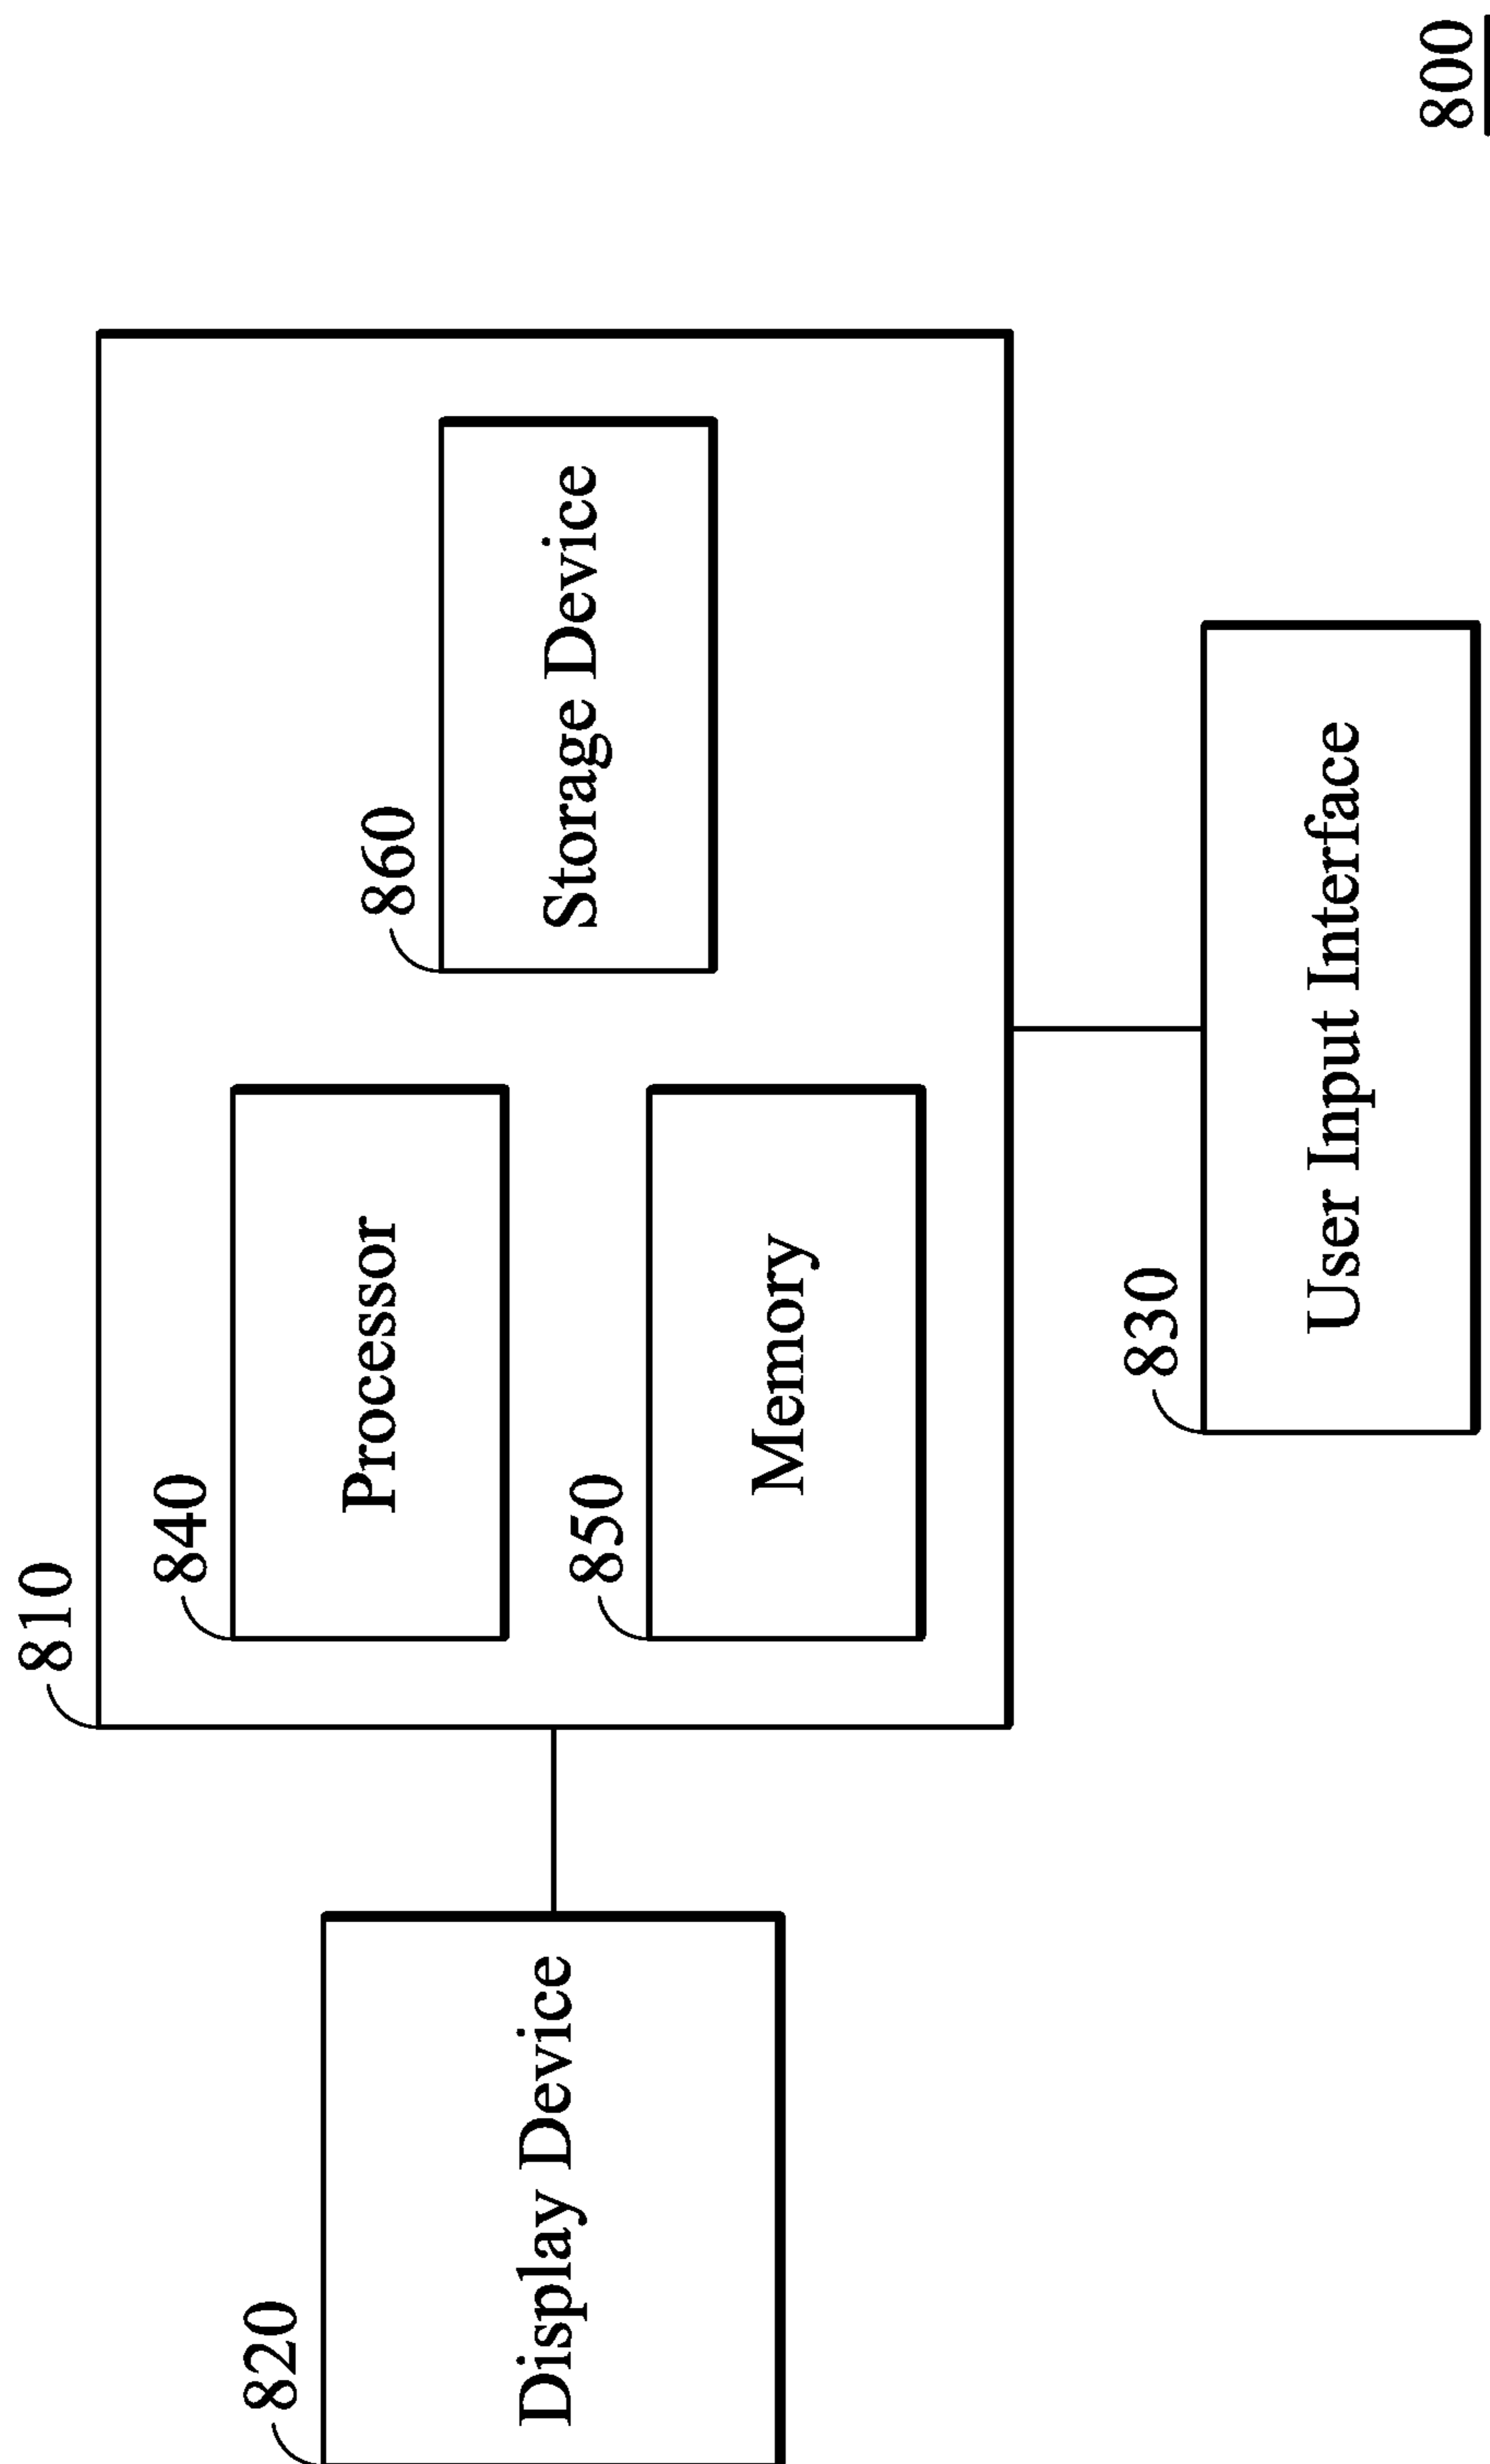 810
840
Processor
820
860
Display Device
Storage Device
850
Memory
830
User Input Interface
800